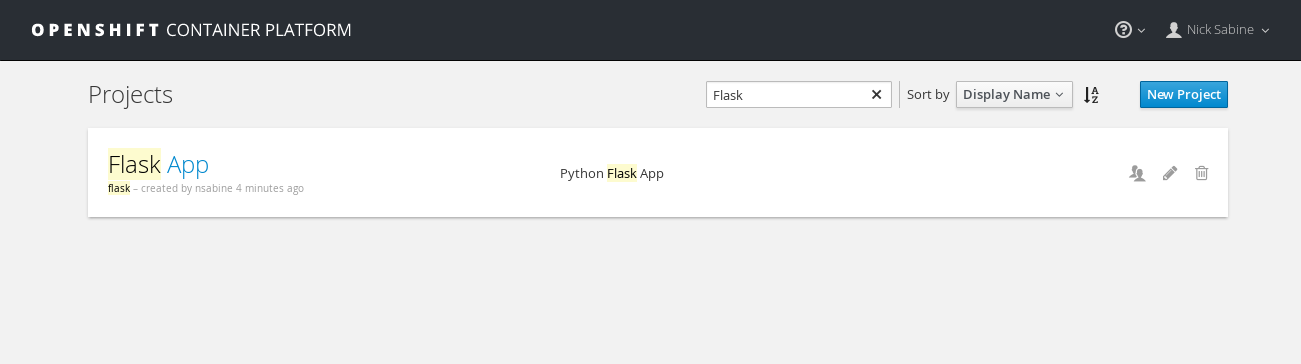 OPENSHIFT CONTAINER PLATFORM
Nick Sabine
Projects
Flask
Sort by
Display Name
New Project
Flask App
flask – created by nsabine 4 minutes ago
Python Flask App